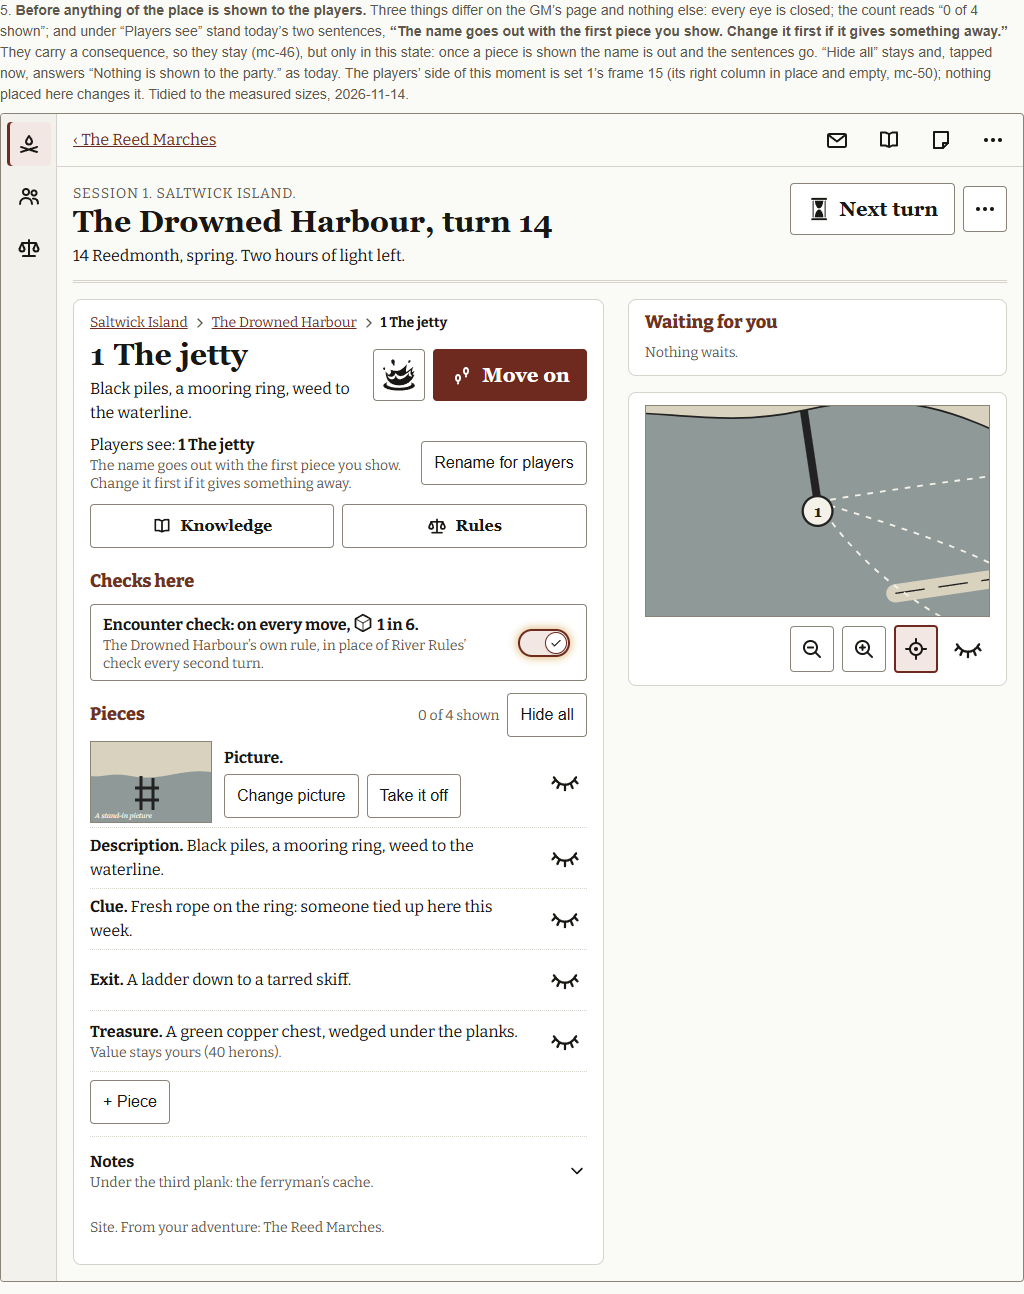 5. Before anything of the place is shown to the players. Three things differ on the GM’s page and nothing else: every eye is closed; the count reads “0 of 4
shown”; and under “Players see” stand today’s two sentences, “The name goes out with the first piece you show. Change it first if it gives something away.”
They carry a consequence, so they stay (mc-46), but only in this state: once a piece is shown the name is out and the sentences go. “Hide all” stays and, tapped
now, answers “Nothing is shown to the party.” as today. The players’ side of this moment is set 1’s frame 15 (its right column in place and empty, mc-50); nothing
placed here changes it. Tidied to the measured sizes, 2026-11-14.
‹ The Reed Marches
SESSION 1. SALTWICK ISLAND.
The Drowned Harbour, turn 14
14 Reedmonth, spring. Two hours of light left.
Next turn
Saltwick Island > The Drowned Harbour > 1 The jetty
1 The jetty
Black piles, a mooring ring, weed to
the waterline.
Move on
Players see: 1 The jetty
The name goes out with the first piece you show.
Change it first if it gives something away.
Rename for players
Knowledge
Rules
Checks here
Encounter check: on every move, 1 in 6.
The Drowned Harbour’s own rule, in place of River Rules’
check every second turn.
Pieces
0 of 4 shown
Hide all
A stand-in picture
Picture.
Change picture
Take it off
Description. Black piles, a mooring ring, weed to the
waterline.
Clue. Fresh rope on the ring: someone tied up here this
week.
Exit. A ladder down to a tarred skiff.
Treasure. A green copper chest, wedged under the planks.
Value stays yours (40 herons).
+ Piece
Notes
Under the third plank: the ferryman’s cache.
Site. From your adventure: The Reed Marches.
Waiting for you
Nothing waits.
1